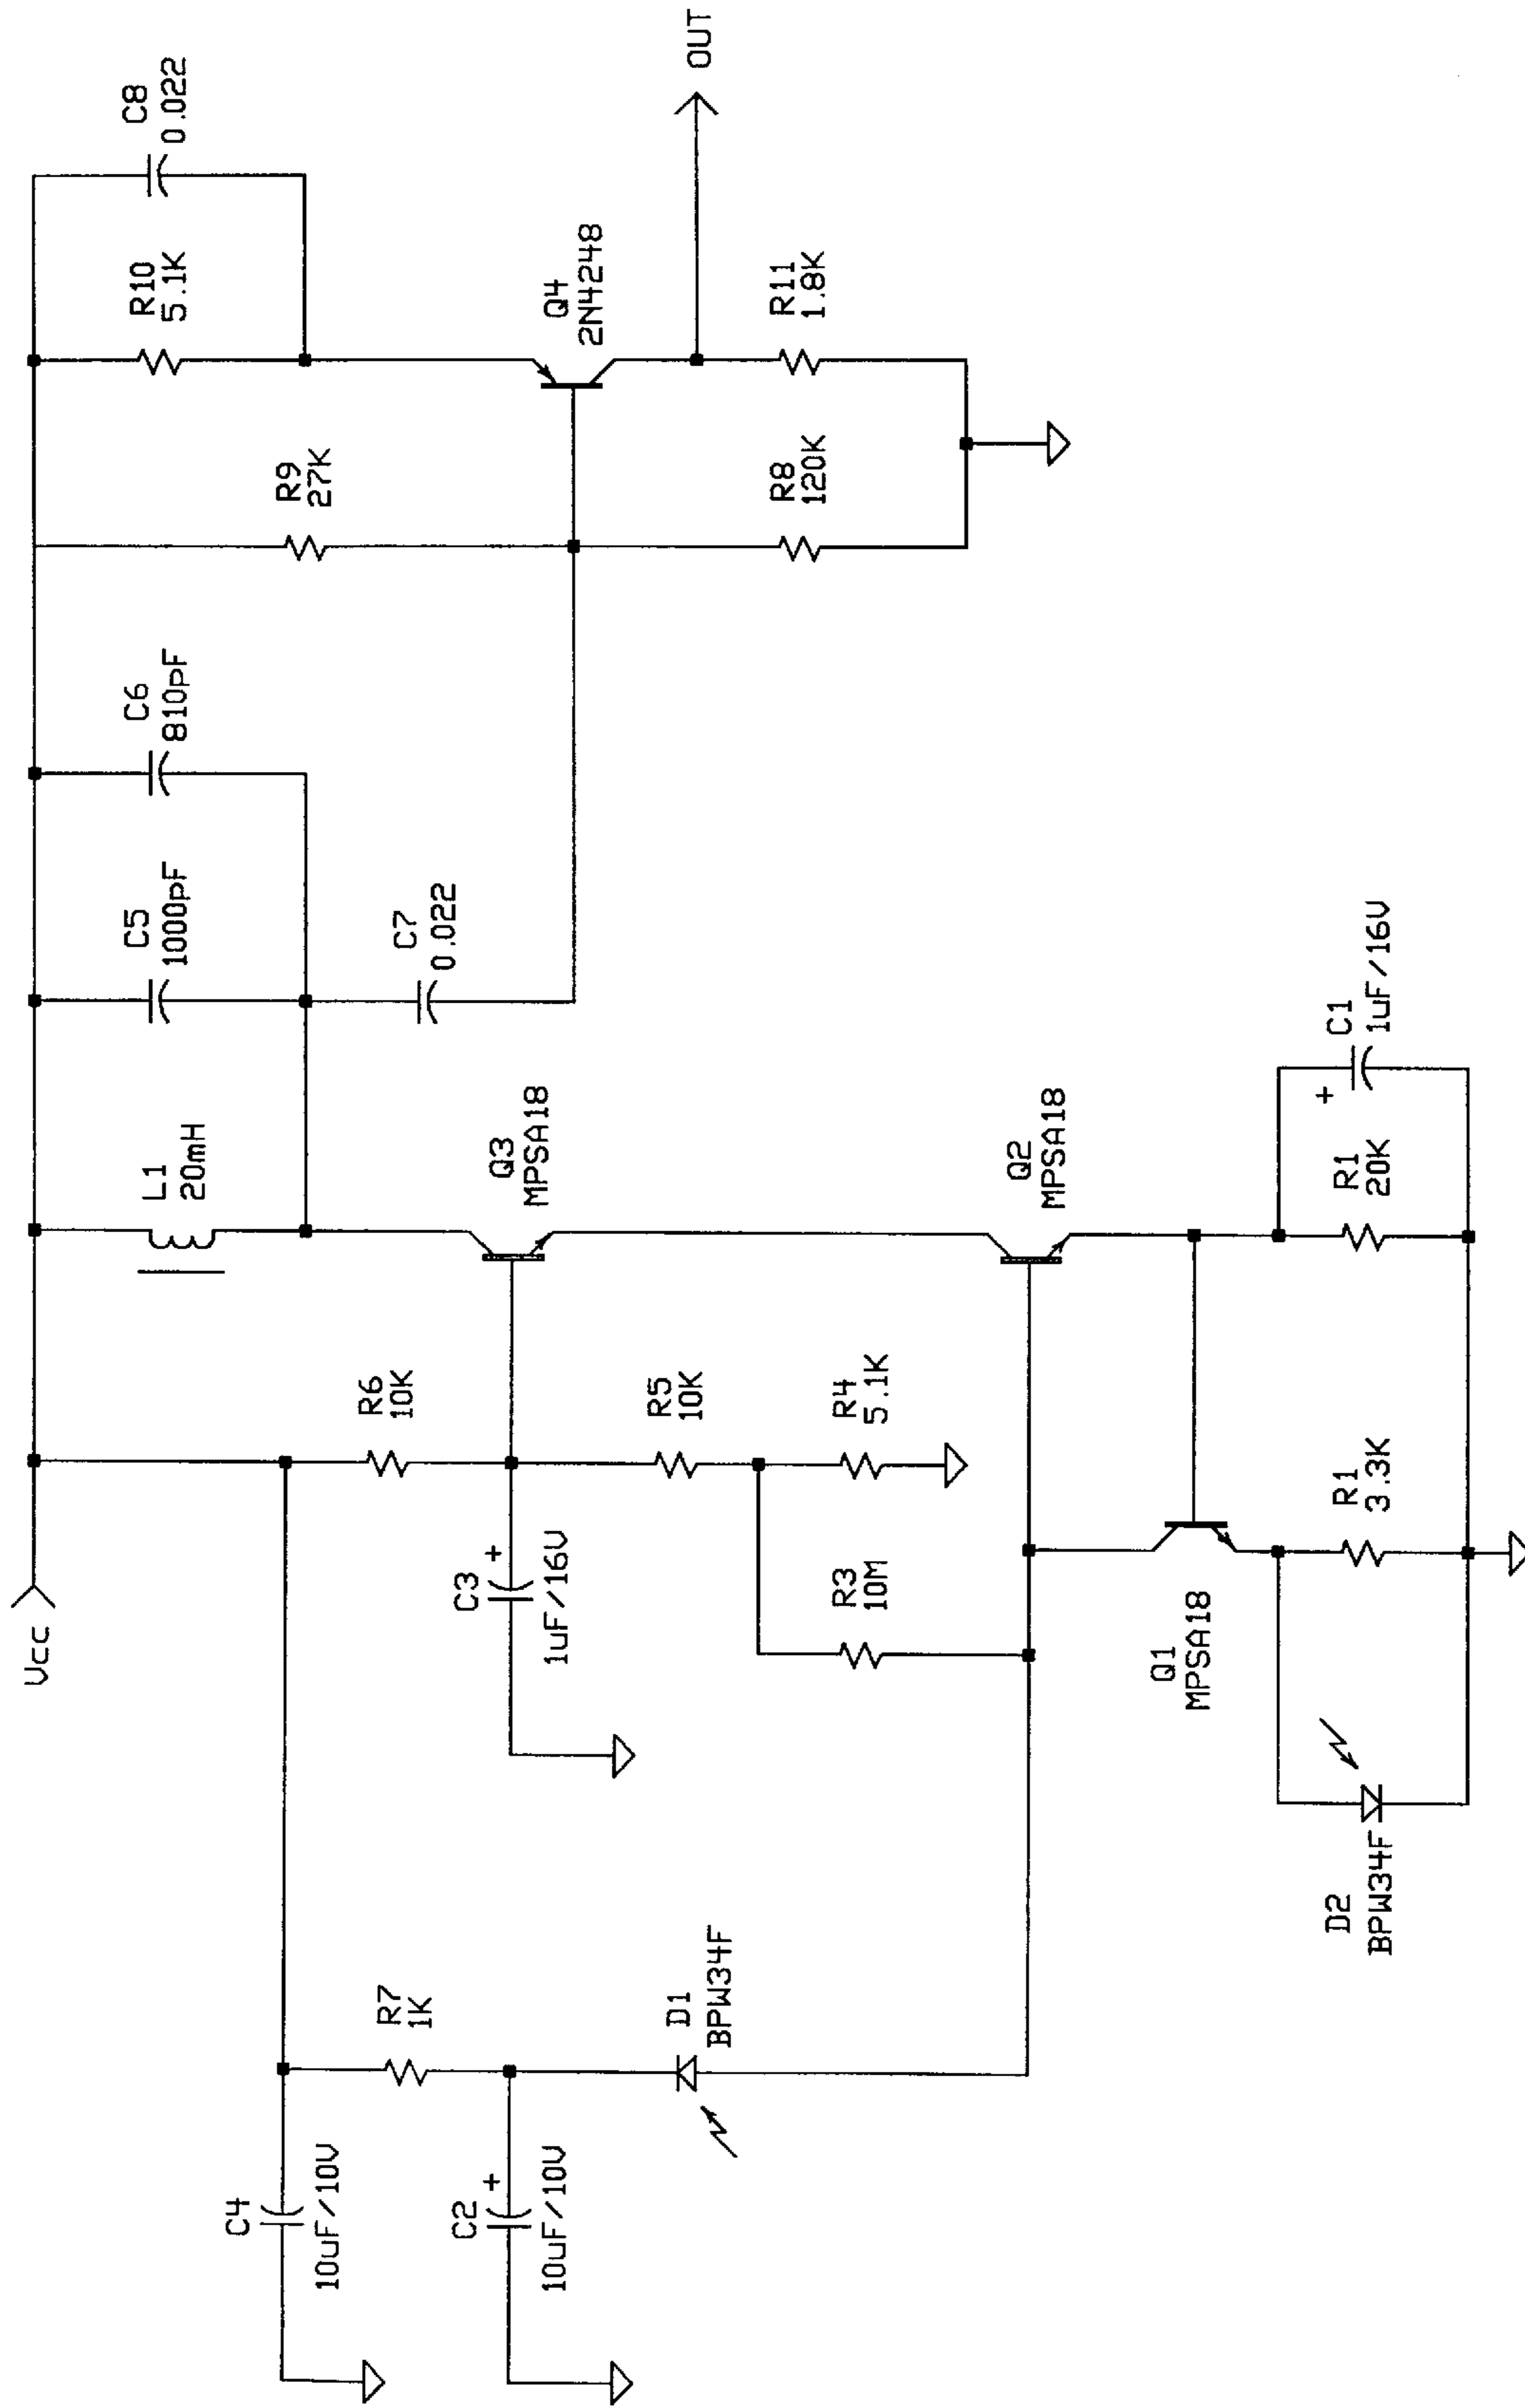 Vcc
C4
10uF/10V
C2
10uF/10V
R7
1K
D1
BPW34F
D2
BPW34F
C3
+
1uF/16V
+
R3
10M
Q1
MPSA18
R1
3.3K
R6
10K
R5
10K
R4
5.1K
L1
20mH
Q3
MPSA18
Q2
MPSA18
R1
20K
+
C1
1uF/16V
C5
1000pF
C7
0.022
C6
810pF
R9
27K
R8
120K
R10
5.1K
Q4
2N4248
R11
1.8K
C8
0.022
OUT